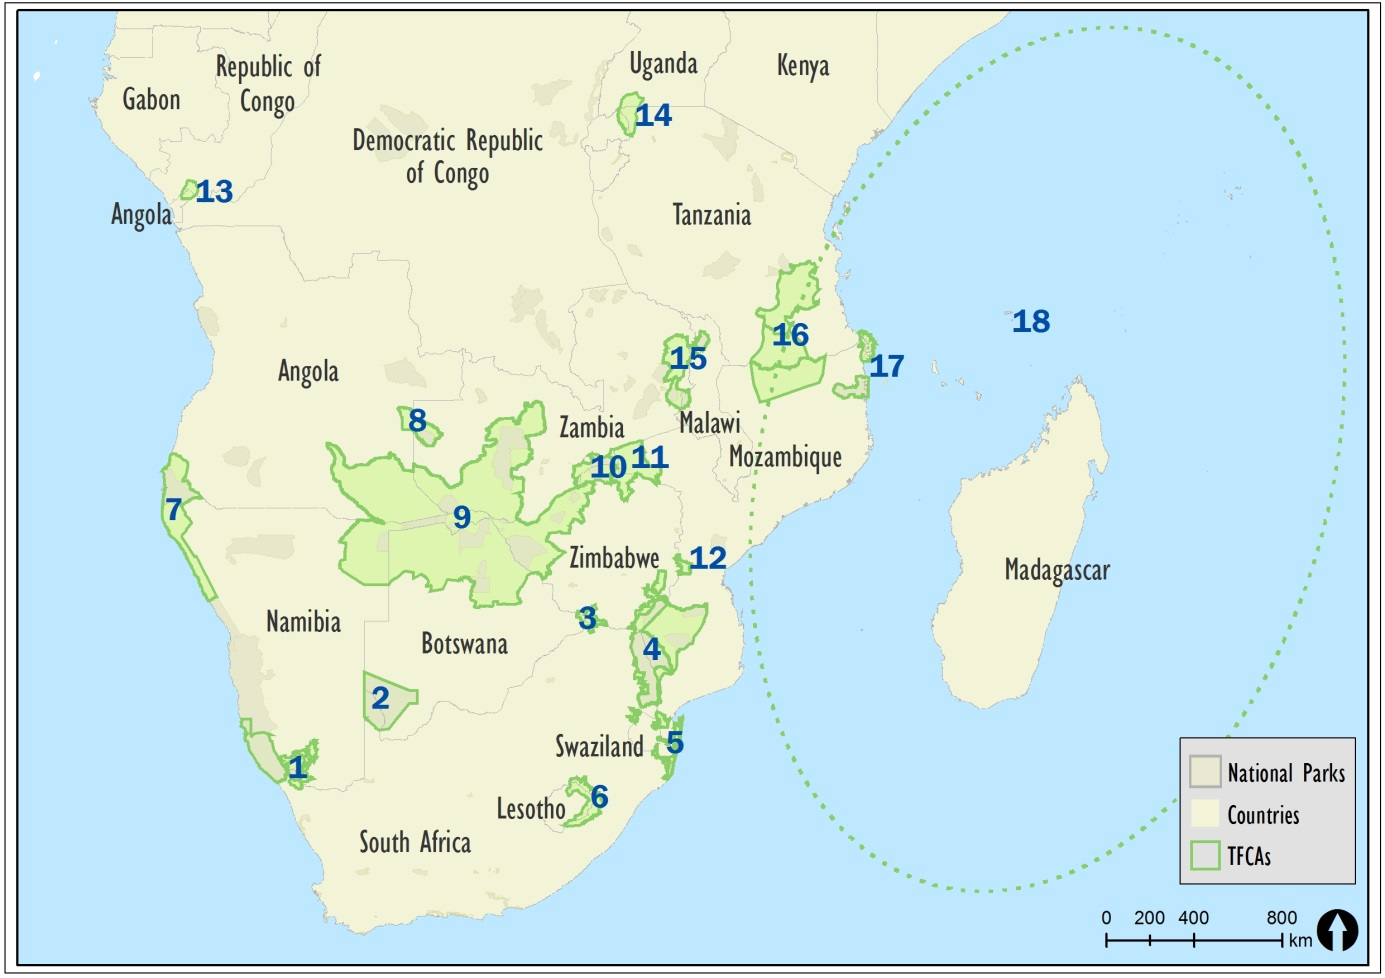 Uganda
Kenya
Republic of
Congo
Gabon
14
Democratic Republic
of Congo
13
Angola
Tanzania
18
16
15
17
Angola
8
Zambia
Malawi
Mozambique
10
11
7
9
Zimbabwe
12
Madagascar
3
Namibia
Botswana
4
2
5
Swaziland
1
6
Lesotho
South Africa
National Parks
Countries
TFCAs
0 200 400 800
km